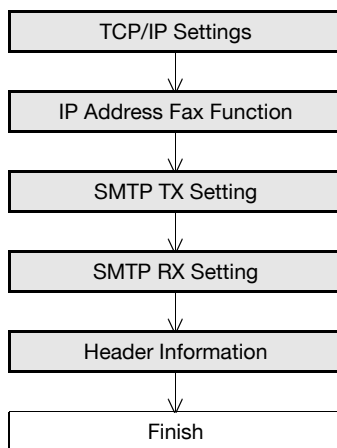 TCP/IP Settings
IP Address Fax Function
SMTP TX Setting
SMTP RX Setting
Header Information
Finish